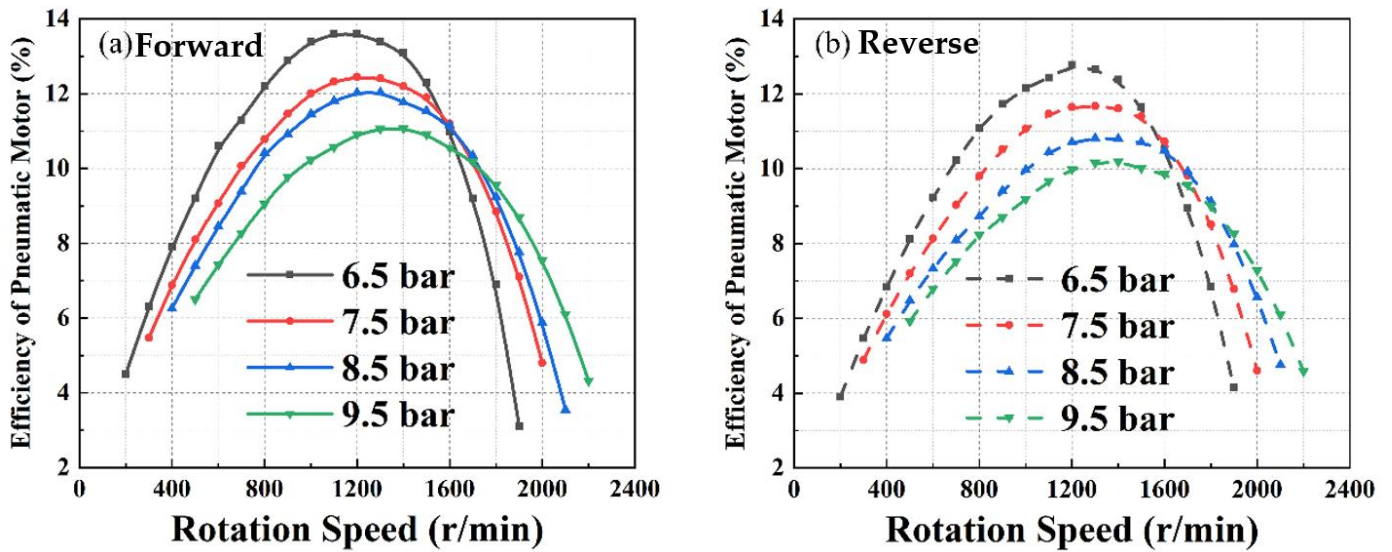 (a) Forward
Efficiency of Pneumatic Motor (%)
14
12
10
8
6
4
2
6.5 bar
7.5 bar
8.5 bar
9.5 bar
0 400 800 1200 1600 2000 2400
Rotation Speed (r/min)
(b) Reverse
Efficiency of Pneumatic Motor (%)
14
12
10
8
6
4
2
6.5 bar
7.5 bar
8.5 bar
9.5 bar
0 400 800 1200 1600 2000 2400
Rotation Speed (r/min)